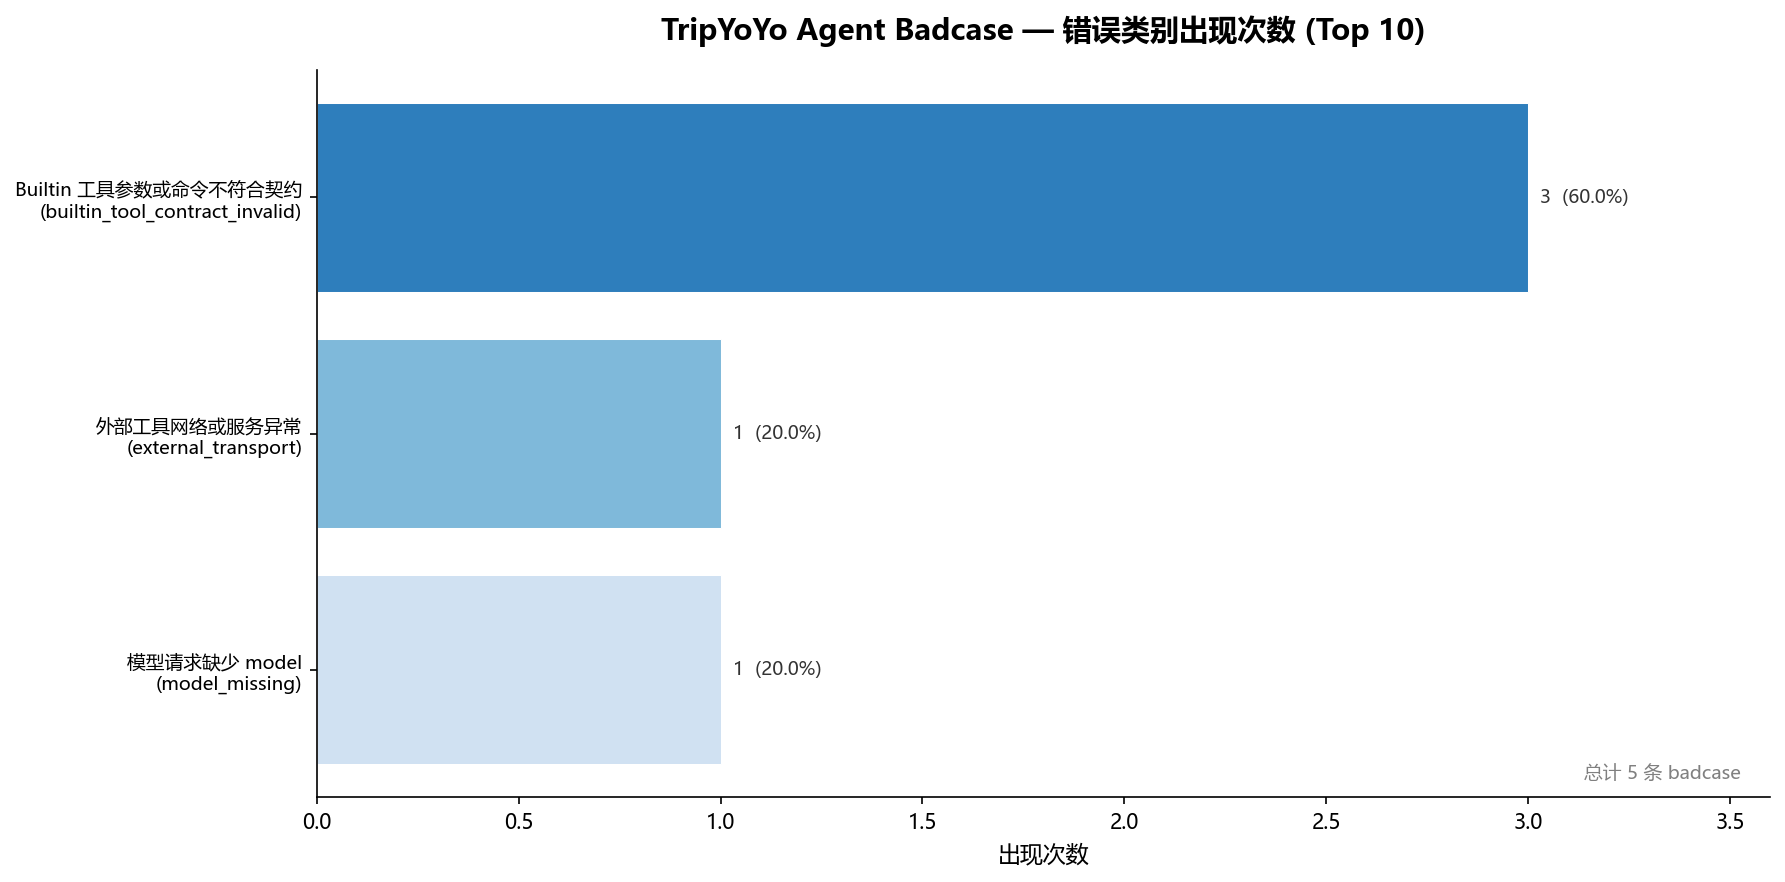 TripYoYo Agent Badcase — 错误类别出现次数 (Top 10)
Builtin 工具参数或命令不符合契约
(builtin_tool_contract_invalid)
3 (60.0%)
外部工具网络或服务异常
(external_transport)
1 (20.0%)
模型请求缺少 model
(model_missing)
1 (20.0%)
总计 5 条 badcase
0.0 0.5 1.0 1.5 2.0 2.5 3.0 3.5
出现次数